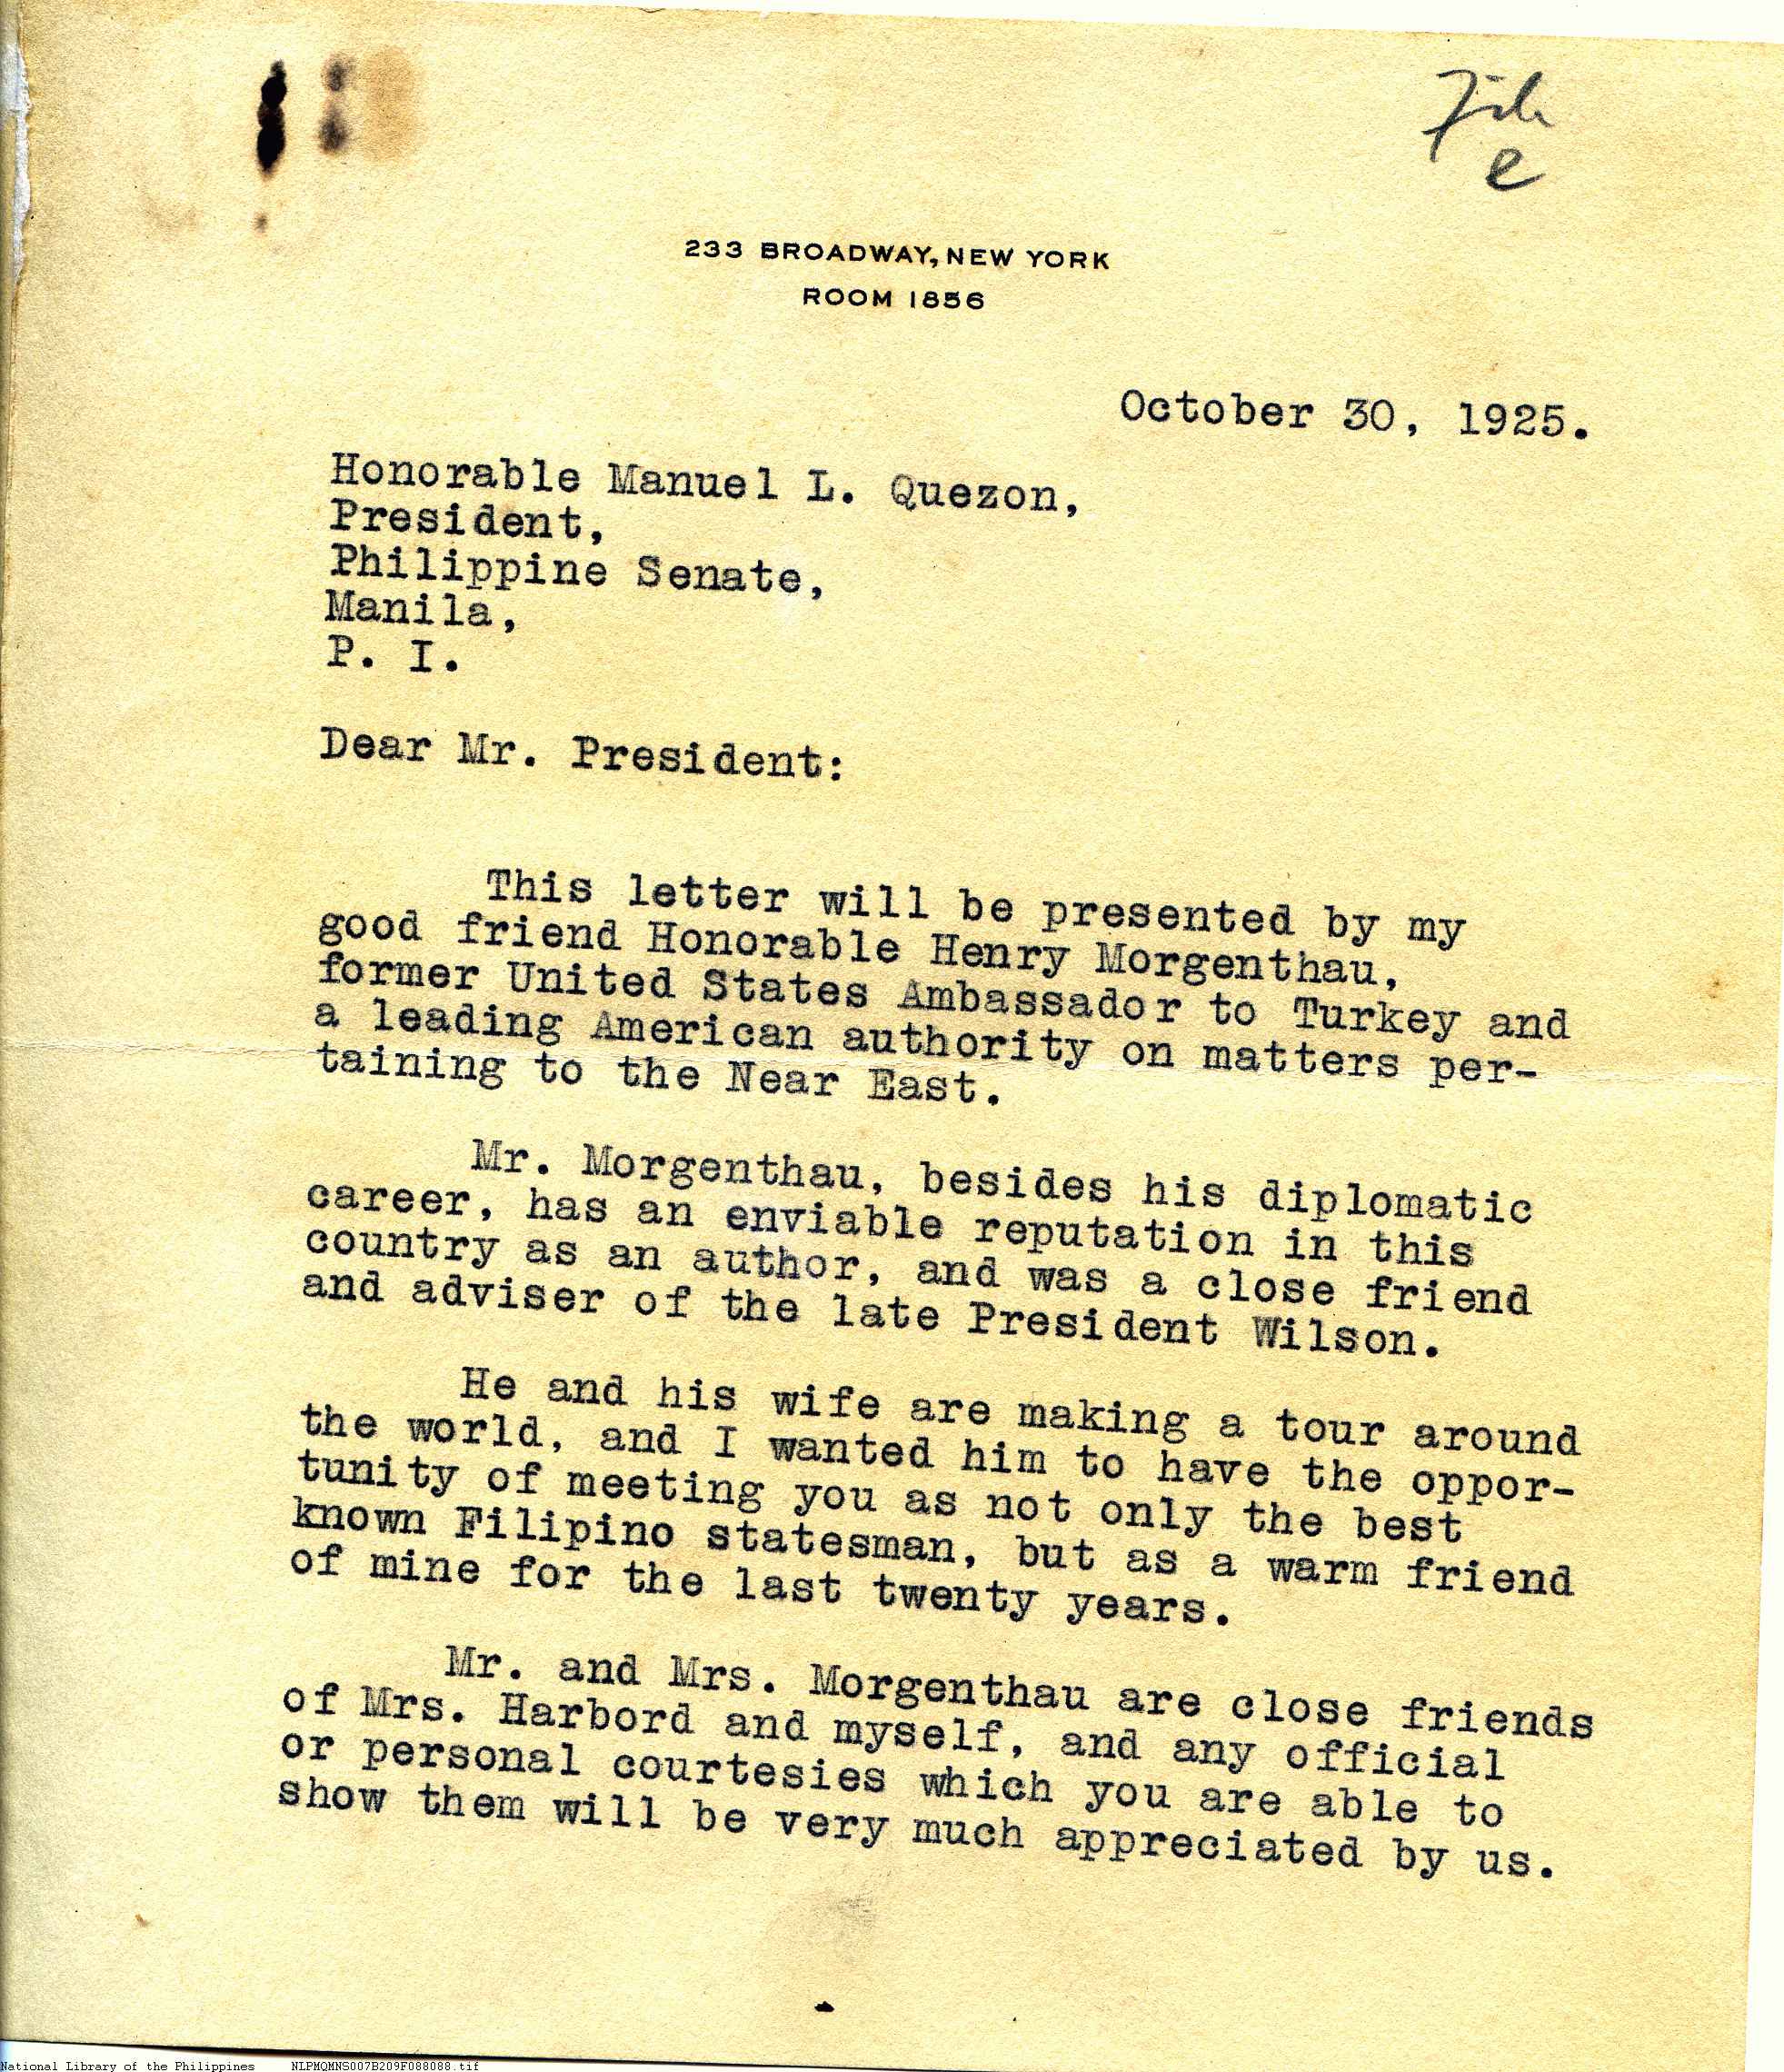 File
e
233 BROADWAY, NEW YORK
ROOM 1856
October 30, 1925.
Honorable Manuel L. Quezon,
President,
Philippine Senate,
Manila,
P. I.
Dear Mr. President:
This letter will be presented by my
good friend Honorable Henry Morgenthau,
former United States Ambassador to Turkey and
a leading American authority on matters per-
taining to the Near East.
Mr. Morgenthau, besides his diplomatic
career, has an enviable reputation in this
country as an author, and was a close friend
and adviser of the late President Wilson.
He and his wife are making a tour around
the world, and I wanted him to have the oppor-
tunity of meeting you as not only the best
known Filipino statesman, but as a warm friend
of mine for the last twenty years.
Mr. and Mrs. Morgenthau are close friends
of Mrs. Harbord and myself, and any official
or personal courtesies which you are able to
show them will be very much appreciated by us.
National Library of the Philippines NLPMQMNS007B209F088088.tif